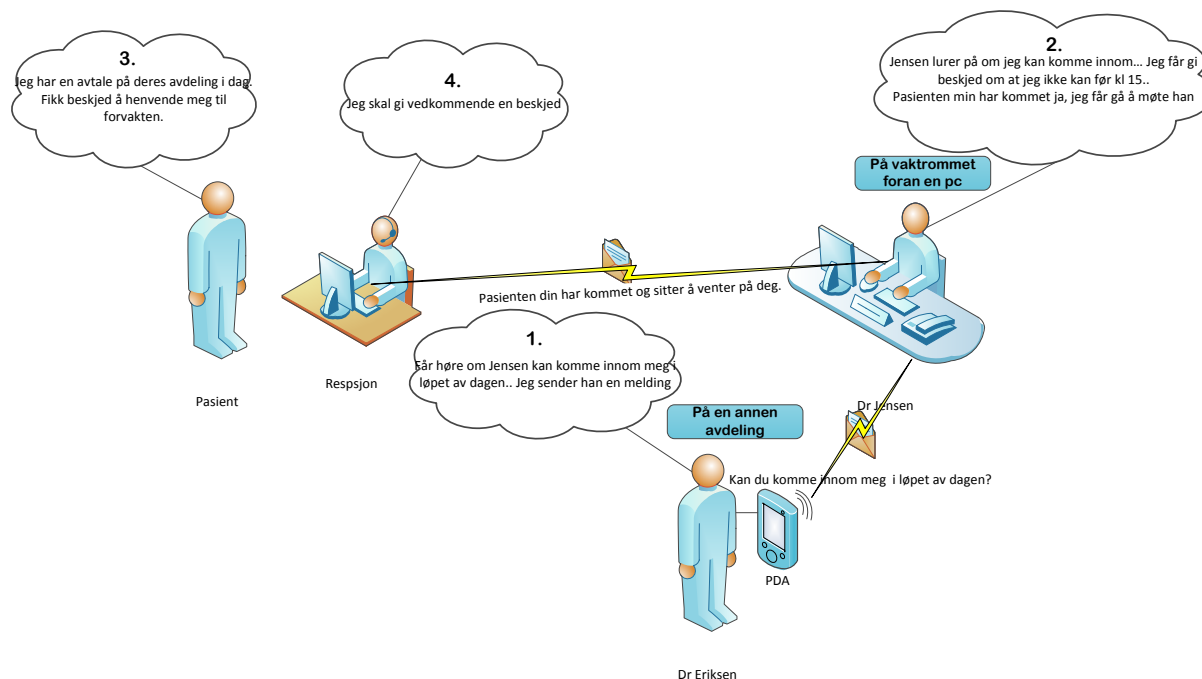 3.
Jeg har en avtale på deres avdeling i dag.
Fikk beskjed å henvende meg til
forvakten.
4.
Jeg skal gi vedkommende en beskjed
2.
Jensen lurer på om jeg kan komme innom... Jeg får gi
beskjed om at jeg ikke kan før kl 15..
Pasienten min har kommet ja, jeg får gå å møte han
På vaktrommet
foran en pc
Pasienten din har kommet og sitter å venter på deg.
1.
Får høre om Jensen kan komme innom meg i
løpet av dagen.. Jeg sender han en melding
Respsjon
Pasient
På en annen
avdeling
Dr Jensen
Kan du komme innom meg  i løpet av dagen?
PDA
Dr Eriksen